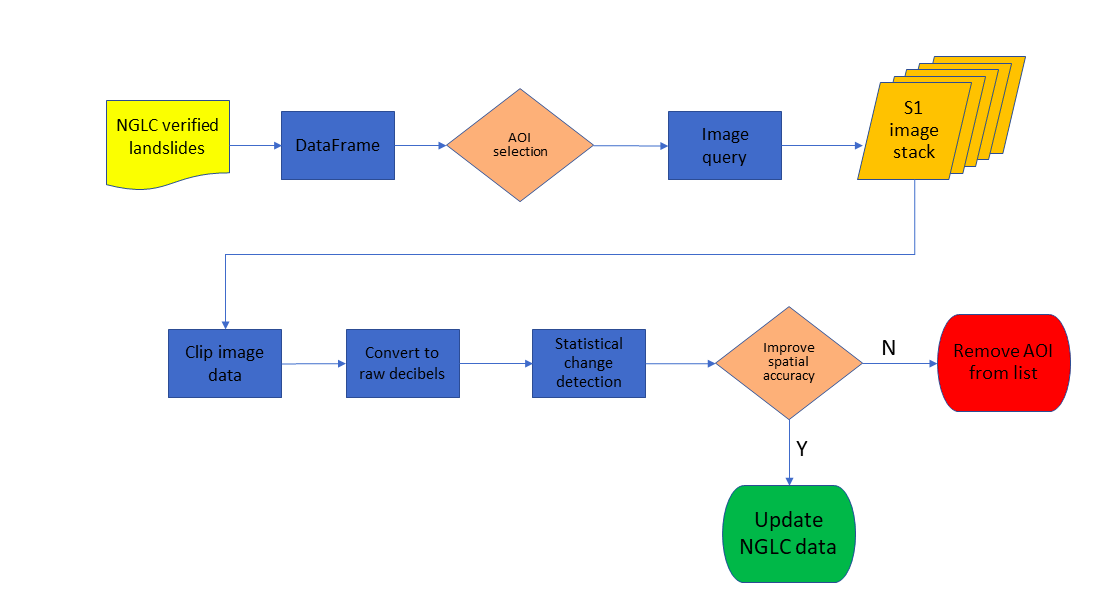 NGLC verified
landslides
DataFrame
AOI
selection
Image
query
S1
image
stack
Clip image
data
Convert to
raw decibels
Statistical
change
detection
Improve
spatial
accuracy
N
Remove AOI
from list
Y
Update
NGLC data